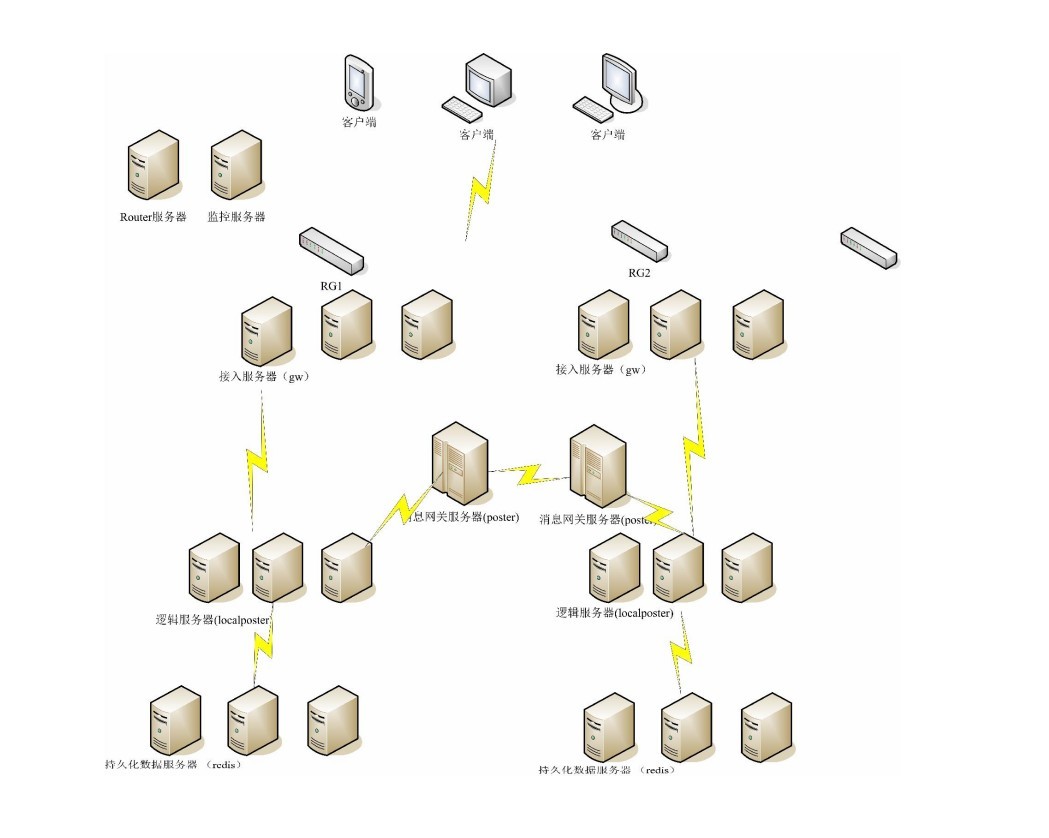 客户端
客户端
客户端
Router服务器
监控服务器
RG1
RG2
接入服务器（gw）
接入服务器（gw）
消息网关服务器(poster)
消息网关服务器(poster)
逻辑服务器(localposter
逻辑服务器(localposter)
持久化数据服务器 （redis）
持久化数据服务器 （redis）